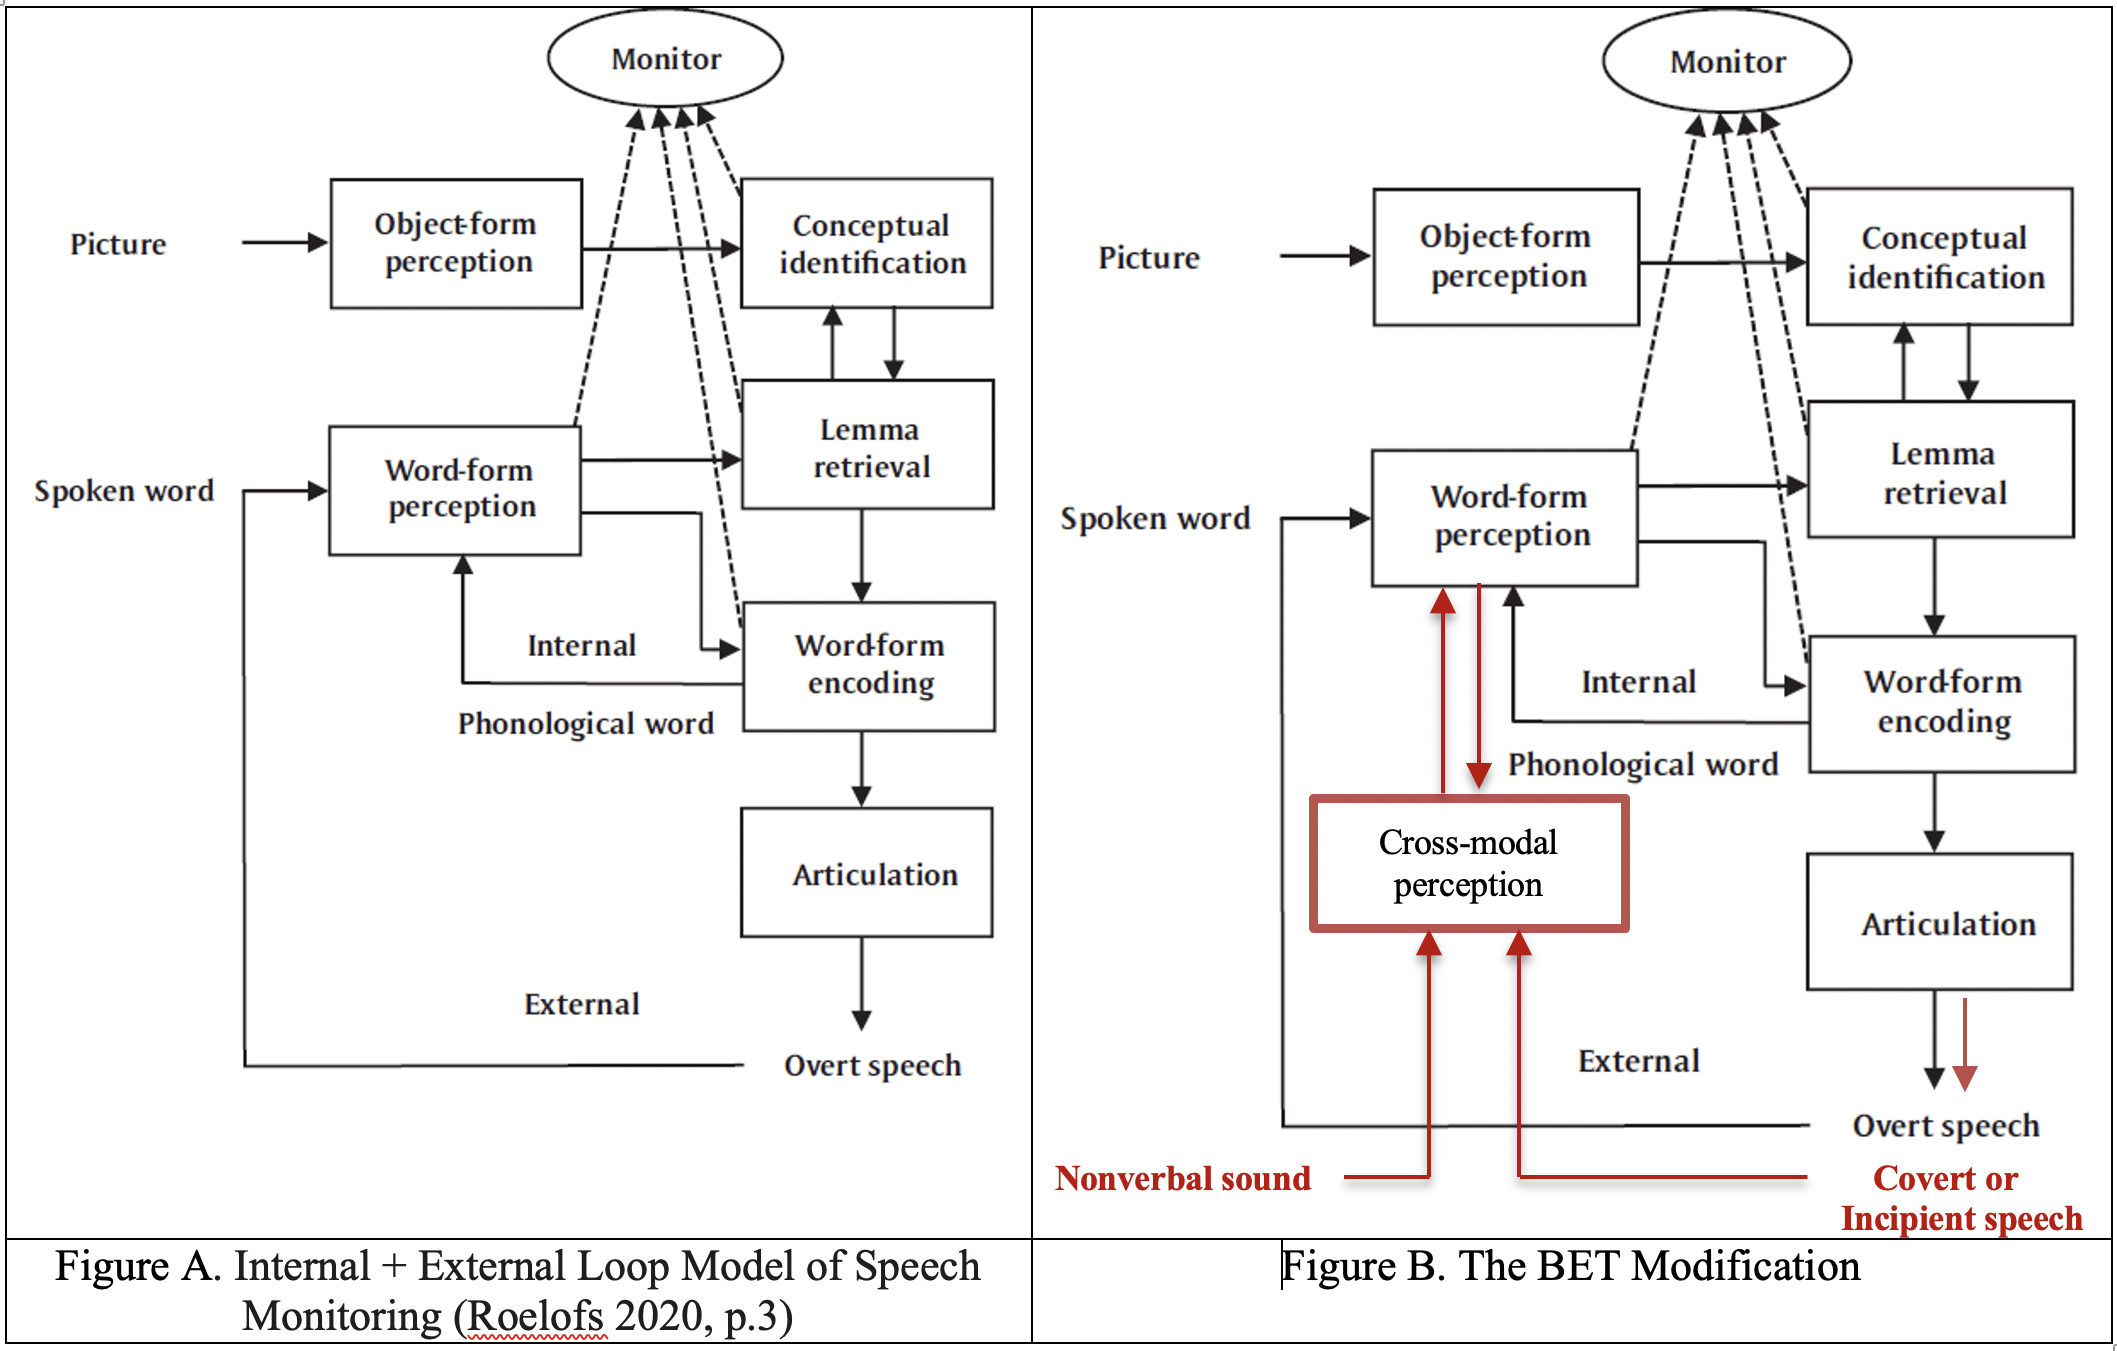 Monitor
Object-form
perception
Conceptual
identification
Picture
Lemma
retrieval
Word-form
perception
Spoken word
Internal
Word-form
encoding
Phonological word
Articulation
External
Overt speech
Figure A. Internal + External Loop Model of Speech
Monitoring (Roelofs 2020, p.3)
Monitor
Object-form
perception
Conceptual
identification
Picture
Lemma
retrieval
Word-form
perception
Spoken word
Internal
Word-form
encoding
Phonological word
Cross-modal
perception
Articulation
External
Overt speech
Nonverbal sound
Covert or
Incipient speech
Figure B. The BET Modification